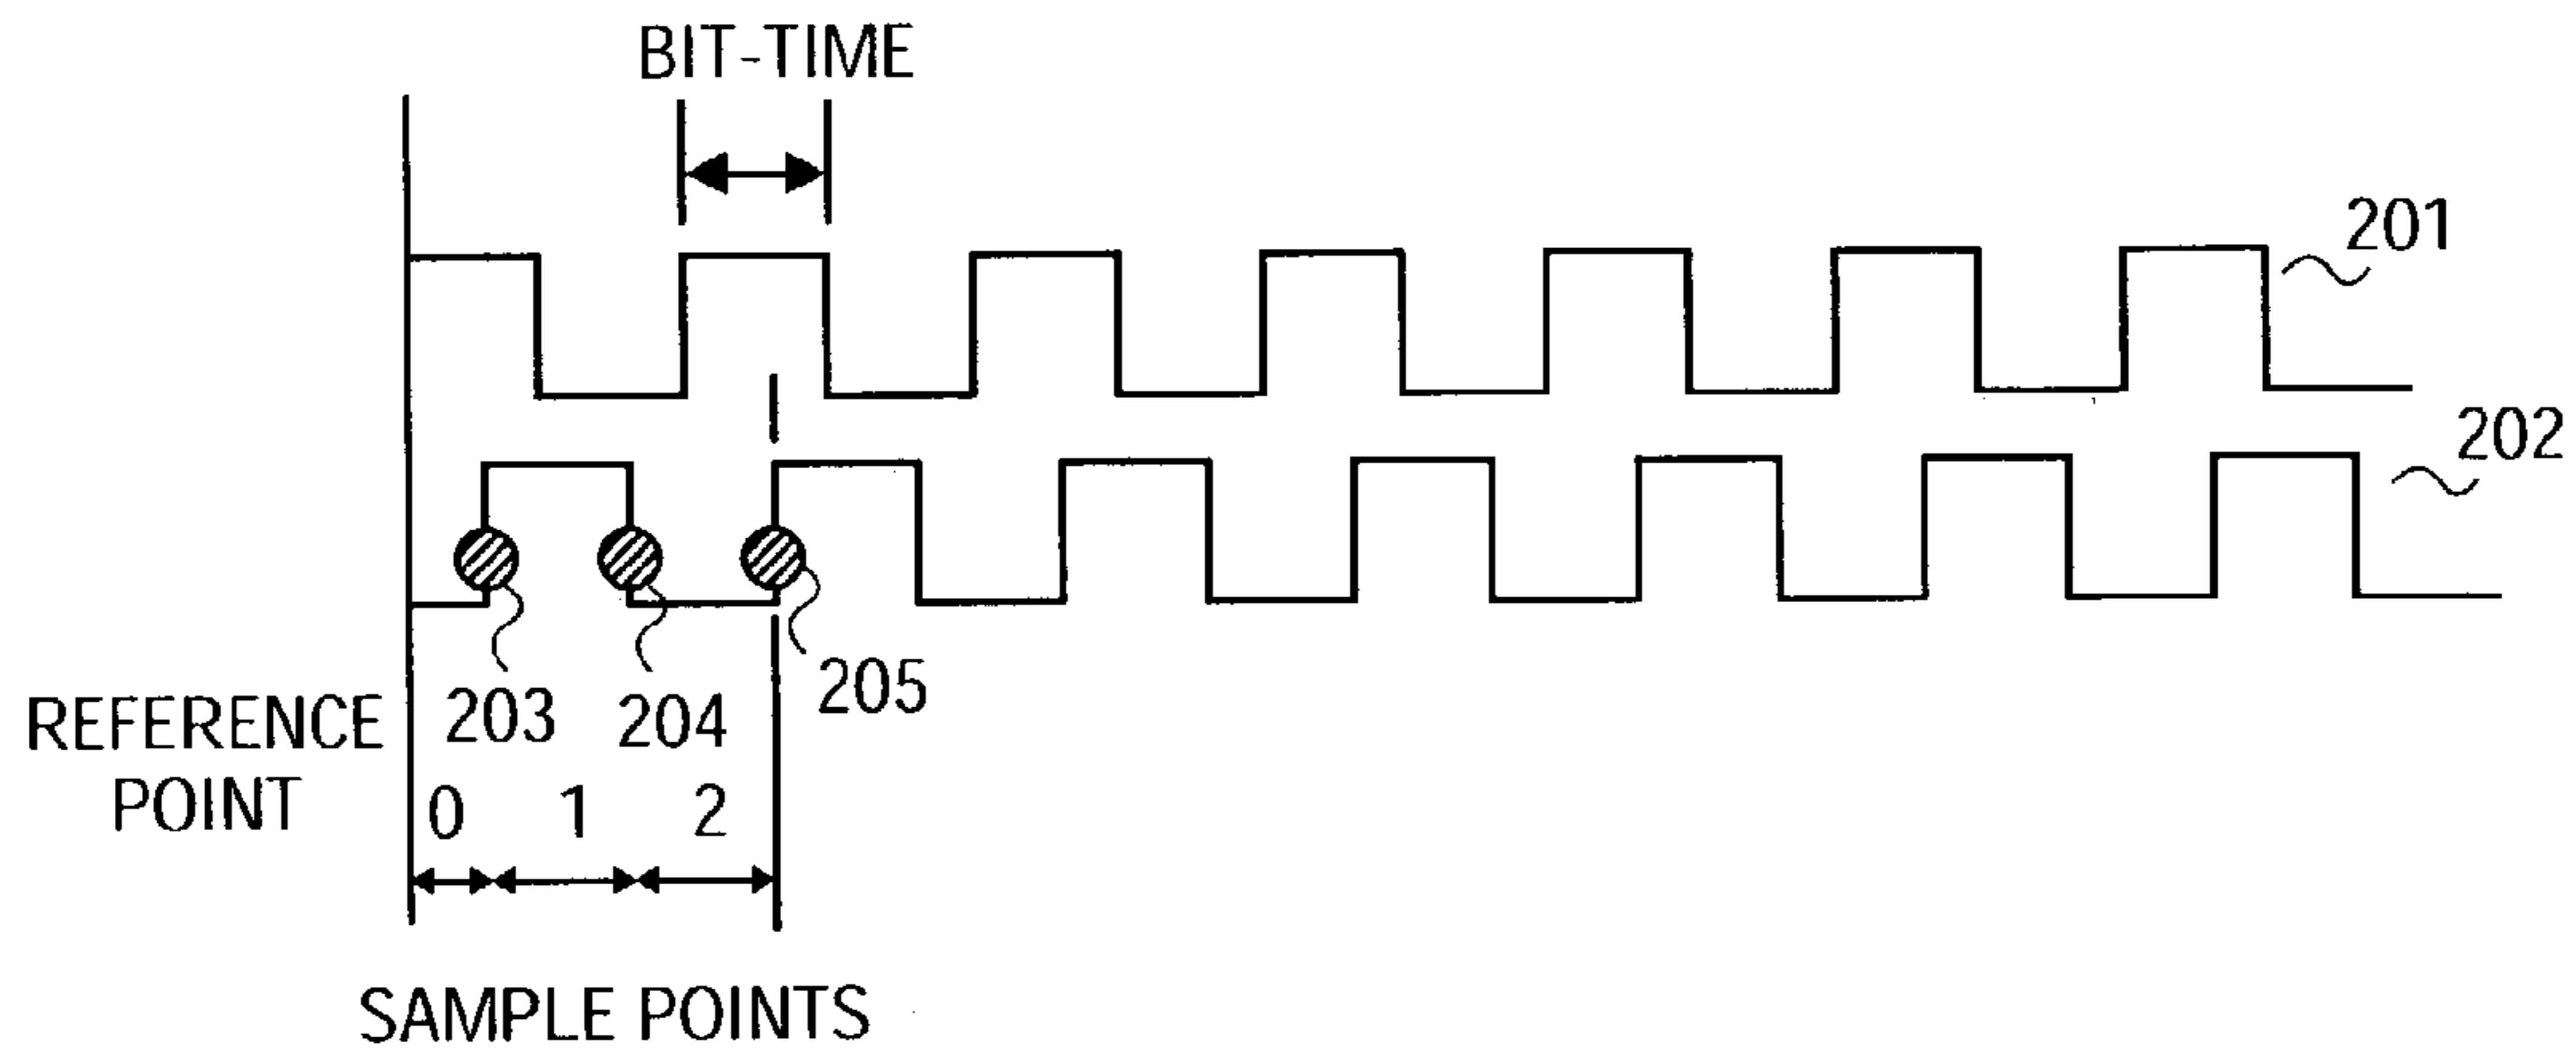 BIT-TIME
201
202
205
203
204
REFERENCE
POINT
0 1 2
SAMPLE POINTS